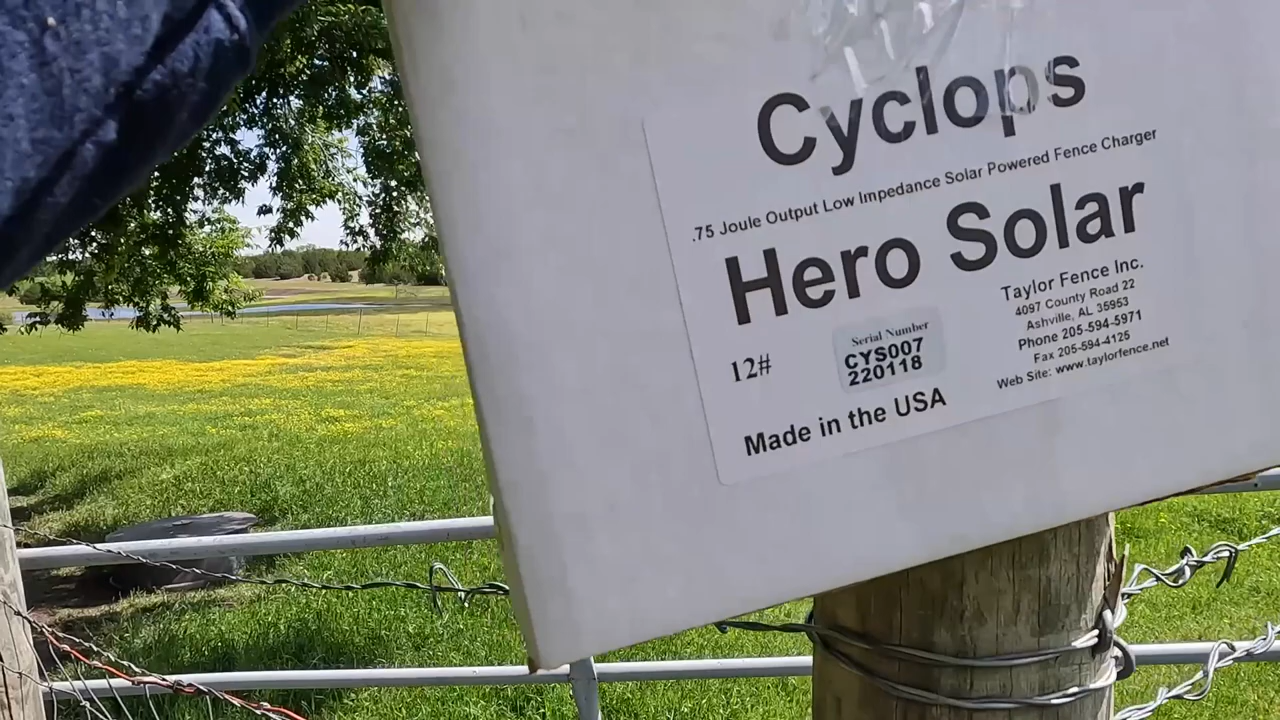 Cyclops
.75 Joule Output Low Impedance Solar Powered Fence Charger
Hero Solar
Taylor Fence Inc.
4097 County Road 22
Ashville, AL 35953
Phone 205-594-5971
Fax 205-594-4125
Web Site: www.taylorfence.net
12#
Serial Number
CYS007
220118
Made in the USA